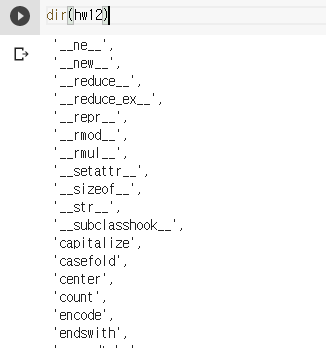 dir(hw12)
'__ne__',
'__new__',
'__reduce__',
'__reduce_ex__',
'__repr__',
'__rmod__',
'__rmul__',
'__setattr__',
'__sizeof__',
'__str__',
'__subclasshook__',
'capitalize',
'casefold',
'center',
'count',
'encode',
'endswith',